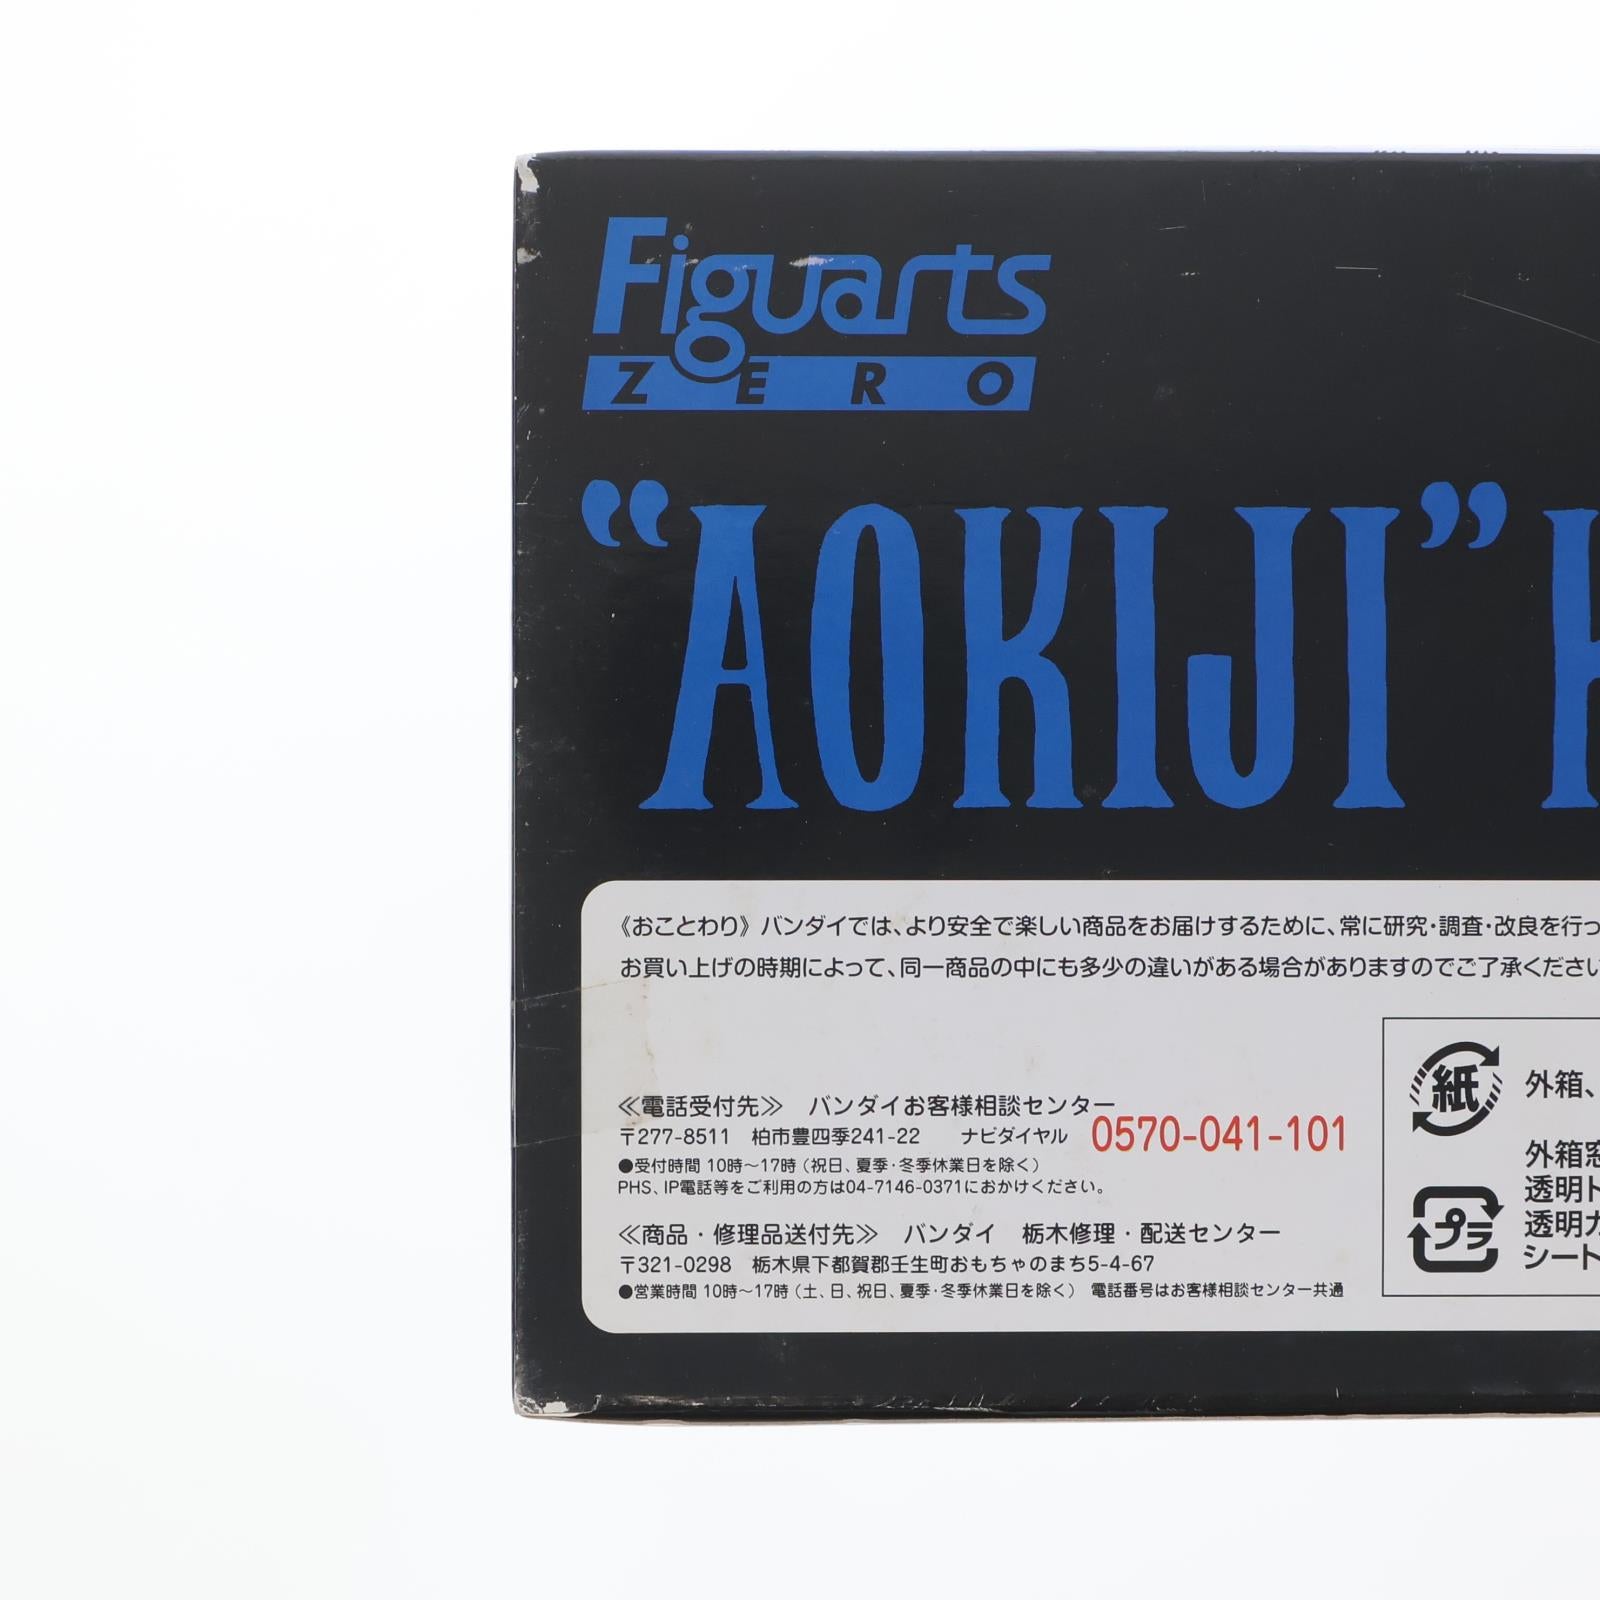 Figuarts
ZERO
“AOKIJI”
《おことわり》バンダイでは、より安全で楽しい商品をお届けするために、常に研究・調査・改良を行っ
お買い上げの時期によって、同一商品の中にも多少の違いがある場合がありますのでご了承ください
≪電話受付先≫ バンダイお客様相談センター
〒277-8511 柏市豊四季241-22 ナビダイヤル 0570-041-101
●受付時間 10時～17時（祝日、夏季・冬季休業日を除く）
PHS、IP電話等をご利用の方は04-7146-0371におかけください。
≪商品・修理品送付先≫ バンダイ 栃木修理・配送センター
〒321-0298 栃木県下都賀郡壬生町おもちゃのまち5-4-67
●営業時間 10時～17時（土、日、祝日、夏季・冬季休業日を除く） 電話番号はお客様相談センター共通
紙 外箱、
プラ
外箱窓
透明ト
透明カ
シート